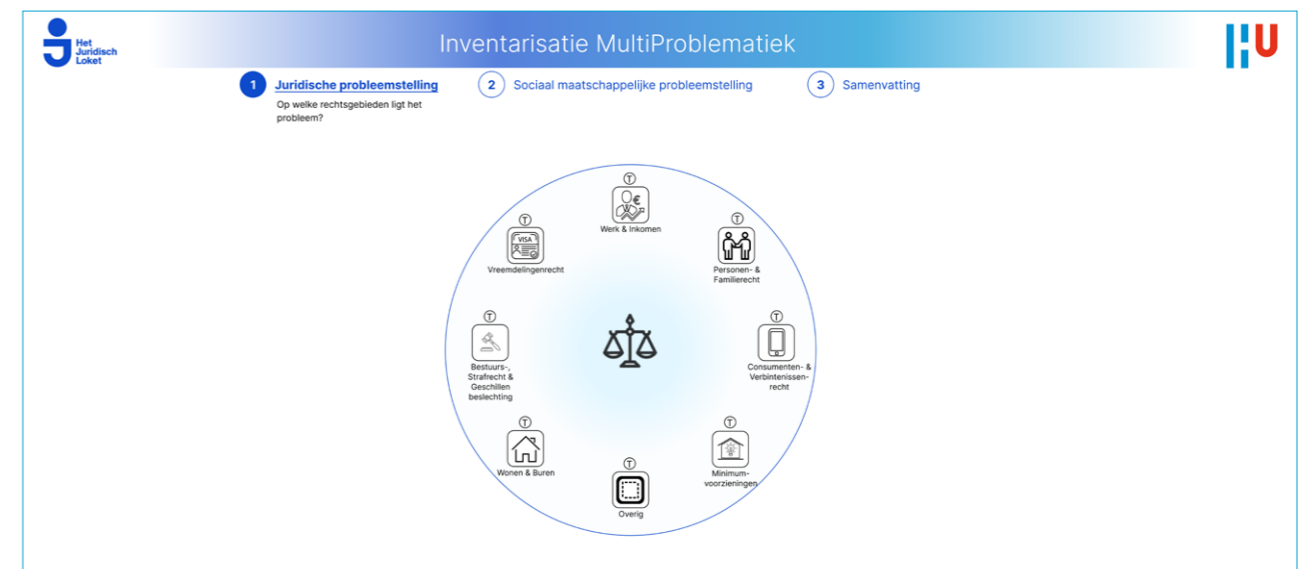 Het
Juridisch
Loket
Inventarisatie MultiProblematiek
HU
1 Juridische probleemstelling
2 Sociaal maatschappelijke probleemstelling
3 Samenvatting
Op welke rechtsgebieden ligt het
probleem?
T
€
Werk & Inkomen
T
VISA
Vreemdelingenrecht
T
Personen- &
Familierecht
T
Bestuurs-,
Strafrecht &
Geschillen
beslechting
T
Consumenten- &
Verbintenissen-
recht
T
Wonen & Buren
T
Minimum-
voorzieningen
T
Overig